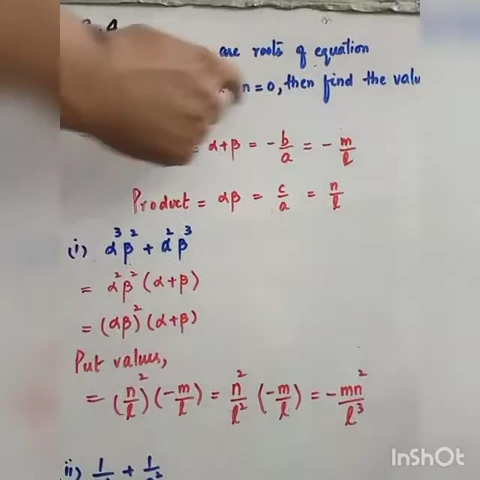 are roots of equation
n = 0, then find the valu
α+β = -b/a = -m/l
Product = αβ = c/a = n/l
(i) α³β² + α²β³
= α²β² (α+β)
= (αβ)² (α+β)
Put values,
= (n/l)² (-m/l) = n²/l² (-m/l) = -mn²/l³
InShOt